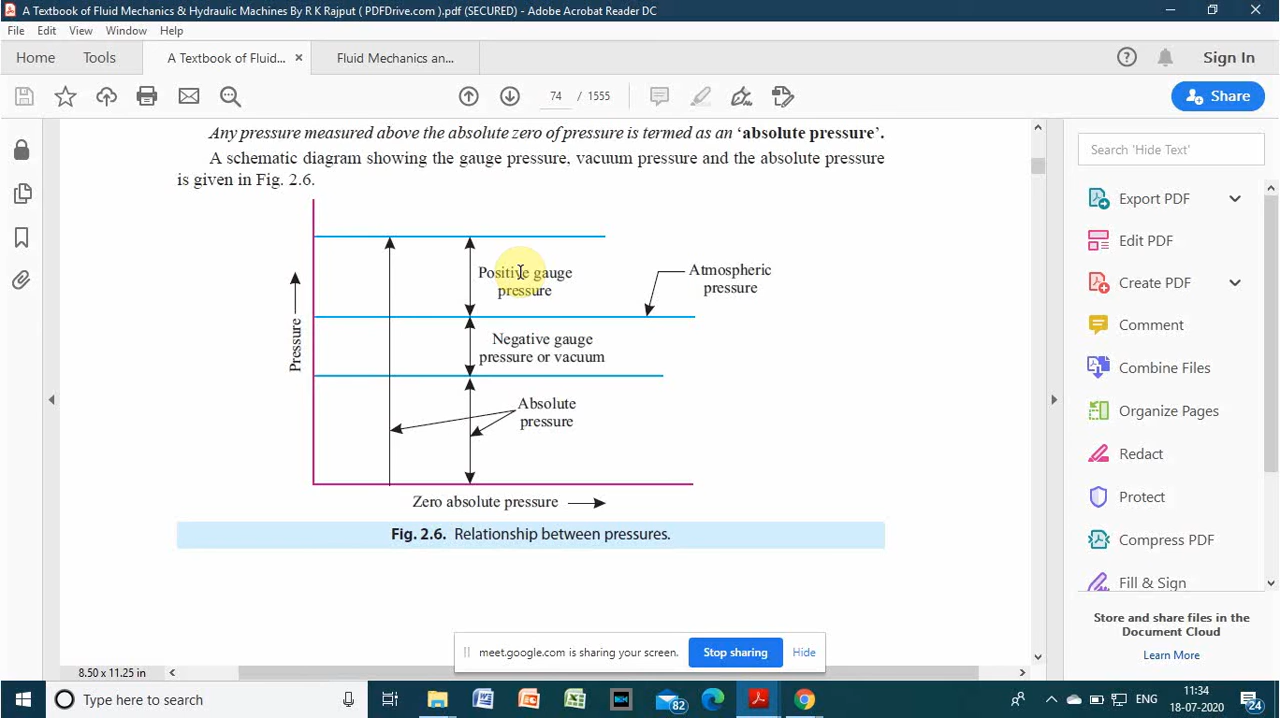 A Textbook of Fluid Mechanics & Hydraulic Machines By R K Rajput ( PDFDrive.com ).pdf (SECURED) - Adobe Acrobat Reader DC
File Edit View Window Help
Home Tools A Textbook of Fluid... × Fluid Mechanics an... Sign In
74 / 1555 Share
Any pressure measured above the absolute zero of pressure is termed as an ‘absolute pressure’.
A schematic diagram showing the gauge pressure, vacuum pressure and the absolute pressure
is given in Fig. 2.6.
Pressure
Positive gauge
pressure
Atmospheric
pressure
Negative gauge
pressure or vacuum
Absolute
pressure
Zero absolute pressure
Fig. 2.6. Relationship between pressures.
Search 'Hide Text'
Export PDF
Edit PDF
Create PDF
Comment
Combine Files
Organize Pages
Redact
Protect
Compress PDF
Fill & Sign
Store and share files in the
Document Cloud
Learn More
meet.google.com is sharing your screen. Stop sharing Hide
8.50 x 11.25 in
Type here to search 82 ENG 11:34
18-07-2020 24